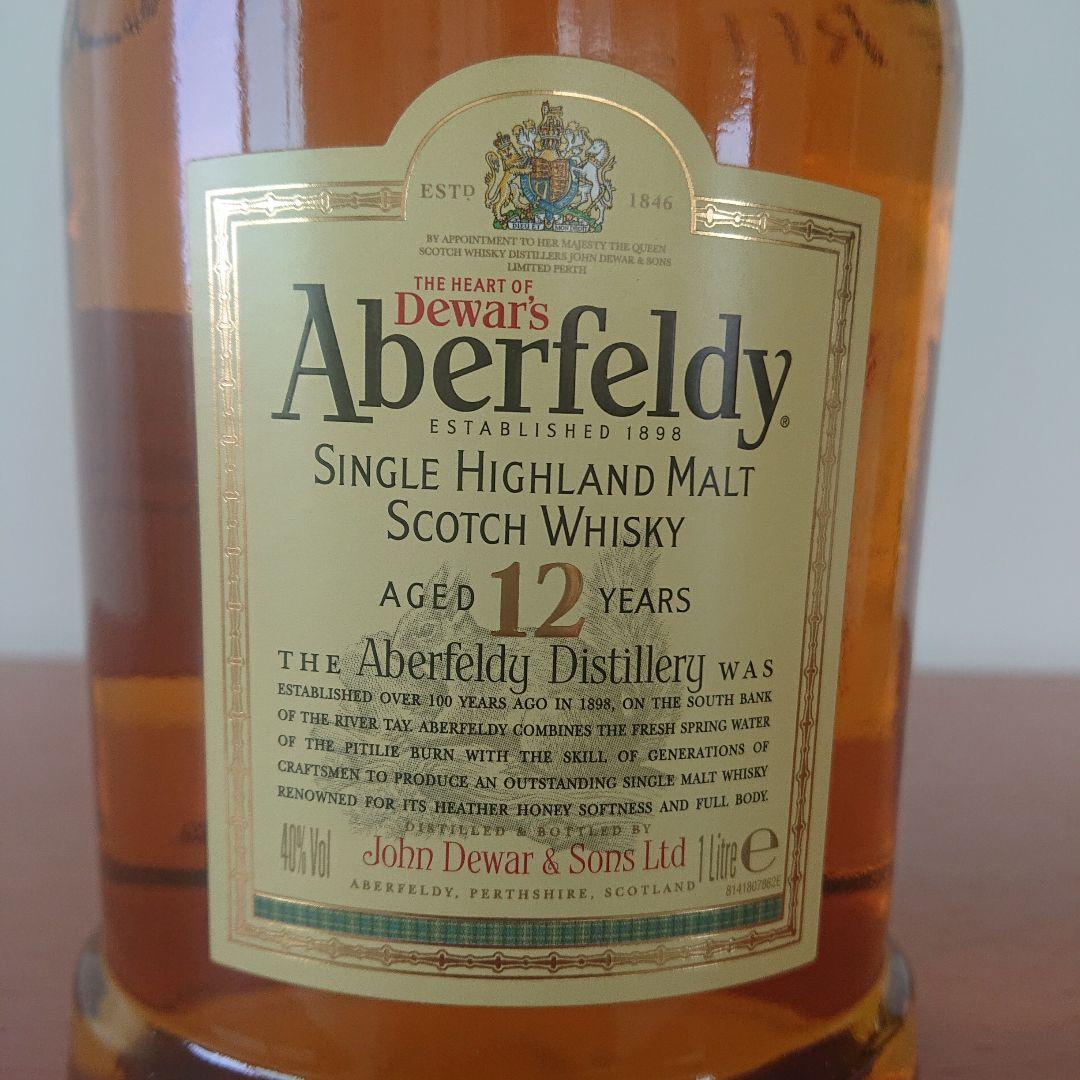 ESTD 1846
DIEU ET MON DROIT
BY APPOINTMENT TO HER MAJESTY THE QUEEN
SCOTCH WHISKY DISTILLERS JOHN DEWAR & SONS
LIMITED PERTH
THE HEART OF
Dewar's
Aberfeldy®
ESTABLISHED 1898
SINGLE HIGHLAND MALT
SCOTCH WHISKY
AGED 12 YEARS
THE Aberfeldy Distillery WAS
ESTABLISHED OVER 100 YEARS AGO IN 1898, ON THE SOUTH BANK
OF THE RIVER TAY. ABERFELDY COMBINES THE FRESH SPRING WATER
OF THE PITILIE BURN WITH THE SKILL OF GENERATIONS OF
CRAFTSMEN TO PRODUCE AN OUTSTANDING SINGLE MALT WHISKY
RENOWNED FOR ITS HEATHER HONEY SOFTNESS AND FULL BODY.
DISTILLED & BOTTLED BY
40% Vol John Dewar & Sons Ltd 1 Litre e
ABERFELDY, PERTHSHIRE, SCOTLAND
8141807862E